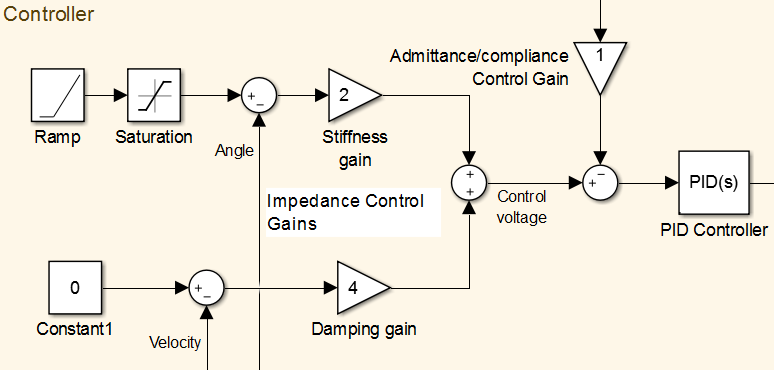 Controller
Admittance/compliance
Control Gain
1
Ramp
Saturation
+
−
Angle
2
Stiffness
gain
+
+
Control
voltage
−
+
PID(s)
PID Controller
Impedance Control
Gains
0
Constant1
+
−
Velocity
4
Damping gain